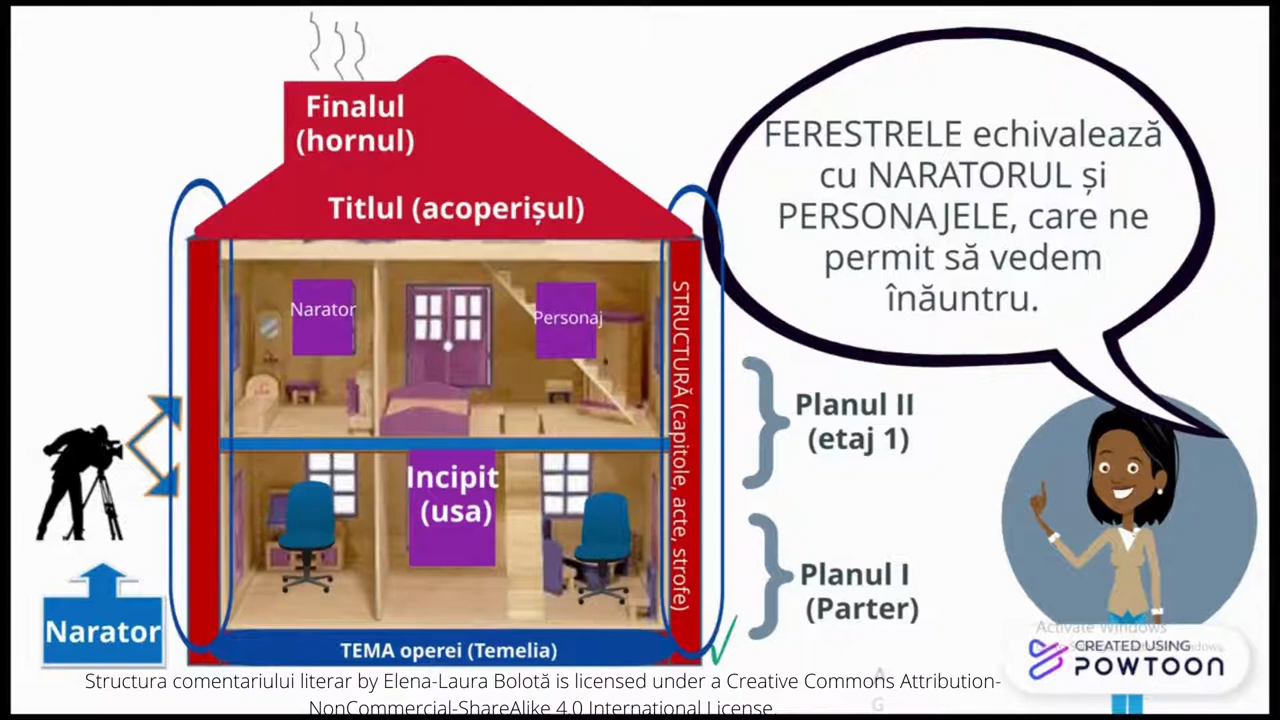 Finalul
(hornul)
Titlul (acoperișul)
FERESTRELE echivalează
cu NARATORUL și
PERSONAJELE, care ne
permit să vedem
înăuntru.
Narator
Personaj
STRUCTURĂ (capitole, acte, strofe)
Planul II
(etaj 1)
Incipit
(usa)
Planul I
(Parter)
Narator
TEMA operei (Temelia)
Activate Windows
CREATED USING
POWTOON
Structura comentariului literar by Elena-Laura Bolotă is licensed under a Creative Commons Attribution-
NonCommercial-ShareAlike 4.0 International License.
A
G